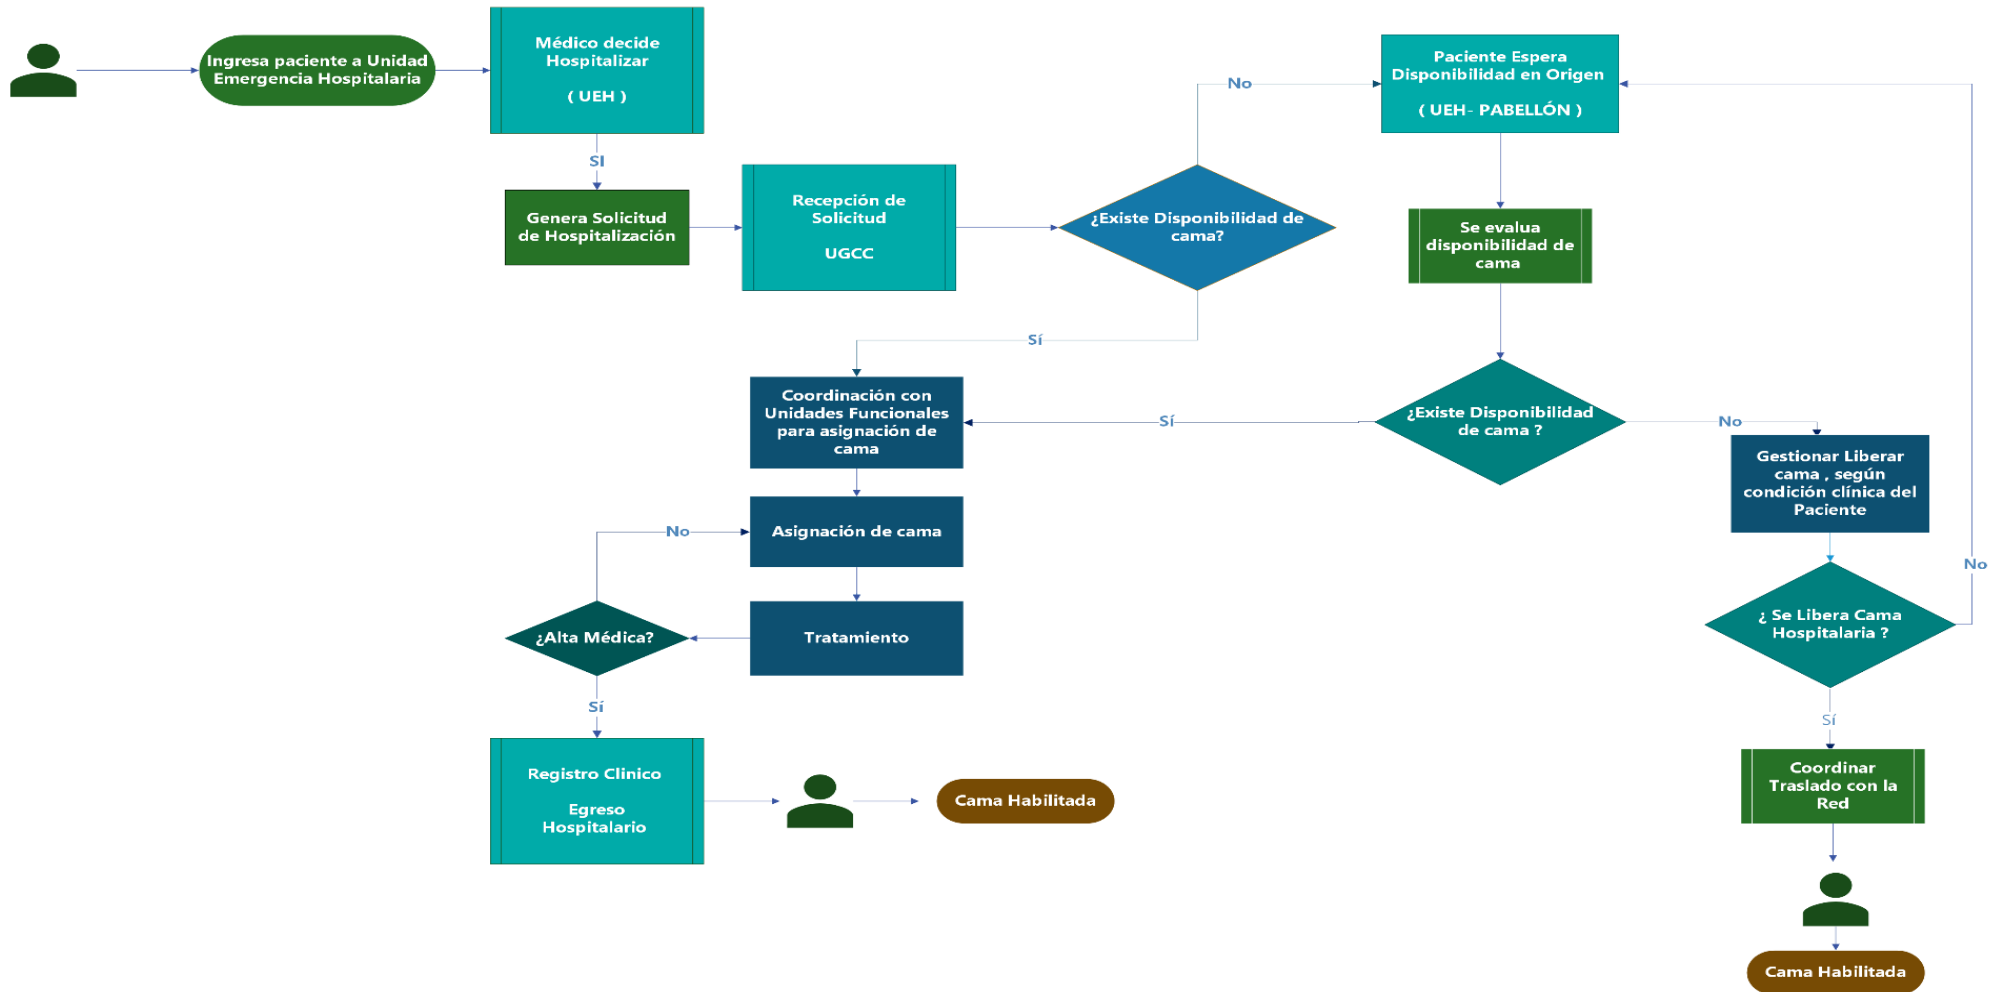 Ingresa paciente a Unidad
Emergencia Hospitalaria
Médico decide
Hospitalizar
( UEH )
SI
Genera Solicitud
de Hospitalización
Recepción de
Solicitud
UGCC
¿Existe Disponibilidad de
cama?
No
Paciente Espera
Disponibilidad en Origen
( UEH- PABELLÓN )
Se evalua
disponibilidad de
cama
Sí
Coordinación con
Unidades Funcionales
para asignación de
cama
Sí
¿Existe Disponibilidad
de cama ?
No
Gestionar Liberar
cama , según
condición clínica del
Paciente
No
Asignación de cama
No
¿ Se Libera Cama
Hospitalaria ?
¿Alta Médica?
Tratamiento
Sí
Sí
Registro Clinico
Egreso
Hospitalario
Cama Habilitada
Coordinar
Traslado con la
Red
Cama Habilitada